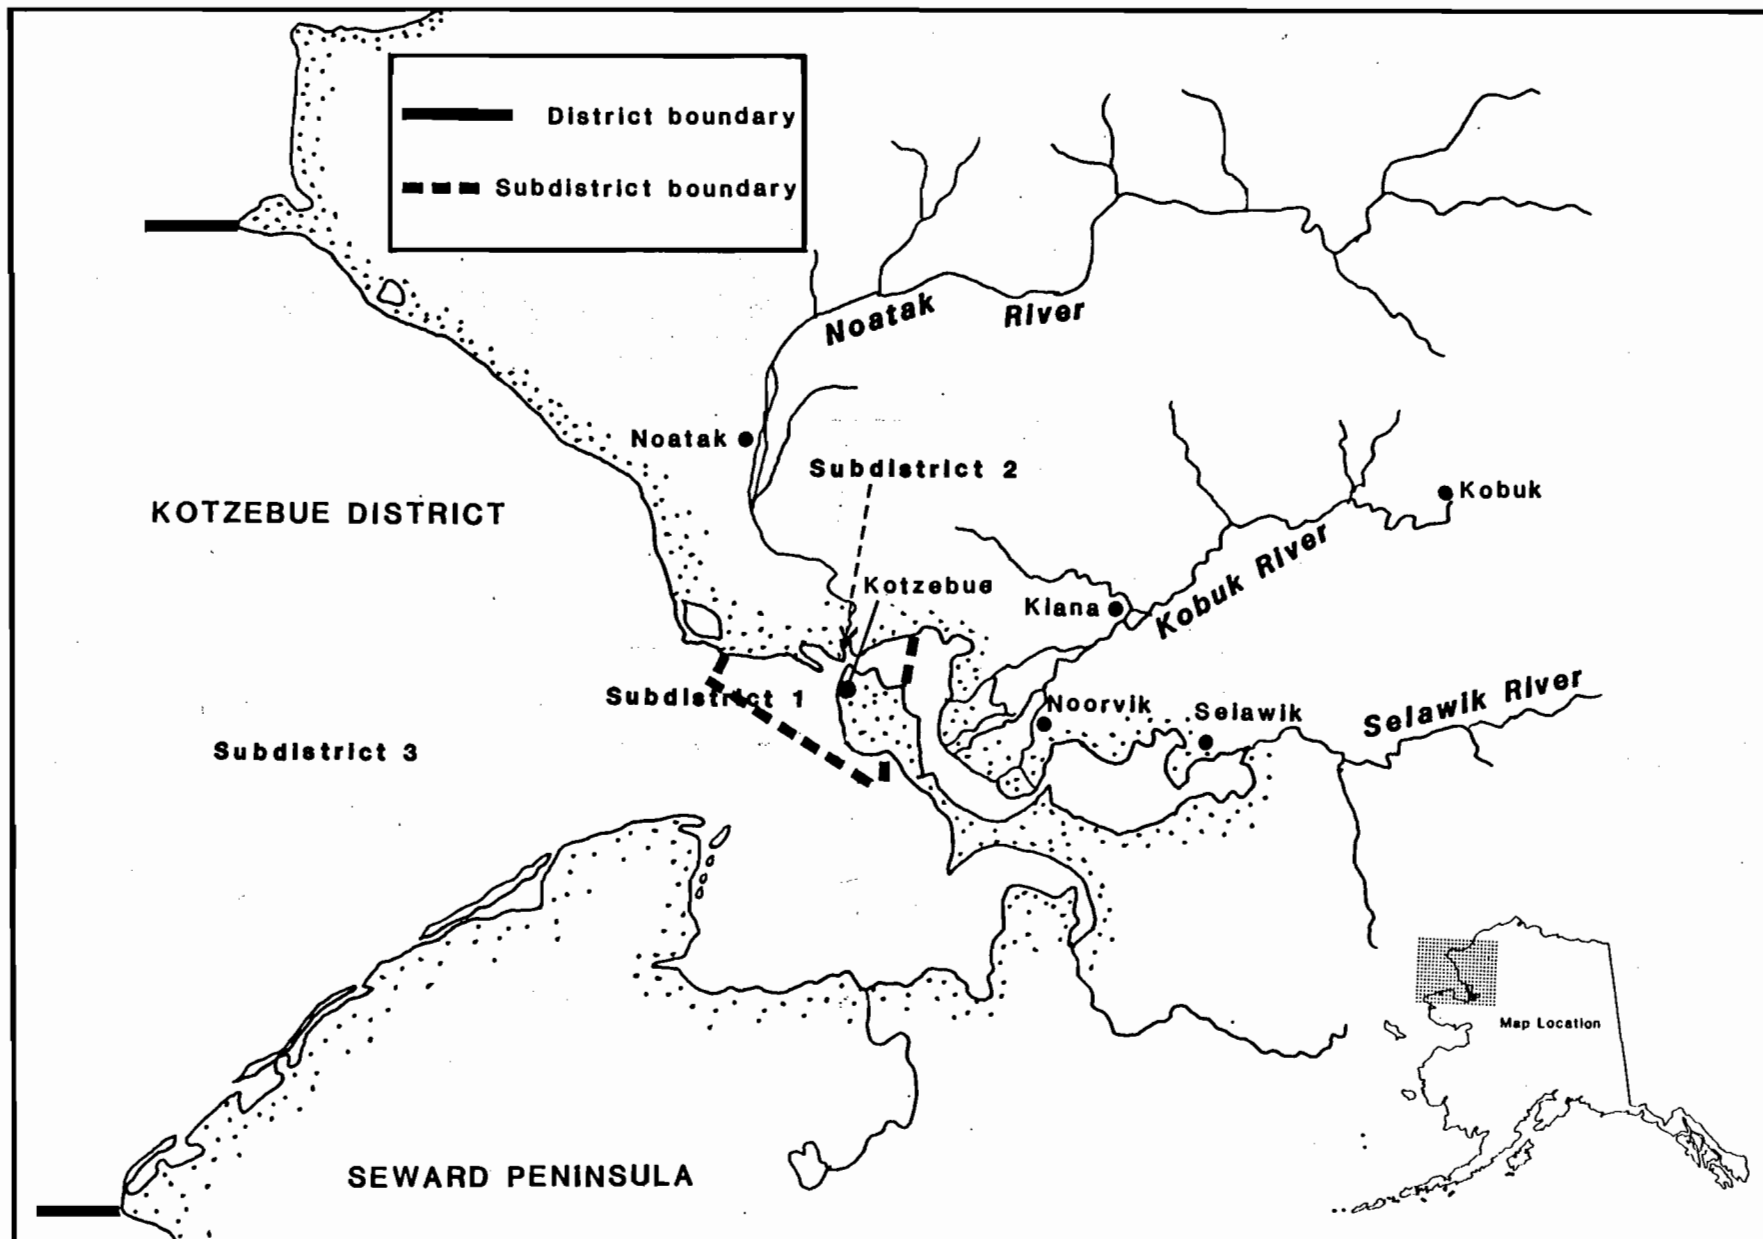 District boundary
Subdistrict boundary
Noatak River
Noatak
Subdistrict 2
KOTZEBUE DISTRICT
Kobuk
Kotzebue
Kiana
Kobuk River
Subdistrict 1
Noorvik
Selawik
Selawik River
Subdistrict 3
Map Location
SEWARD PENINSULA